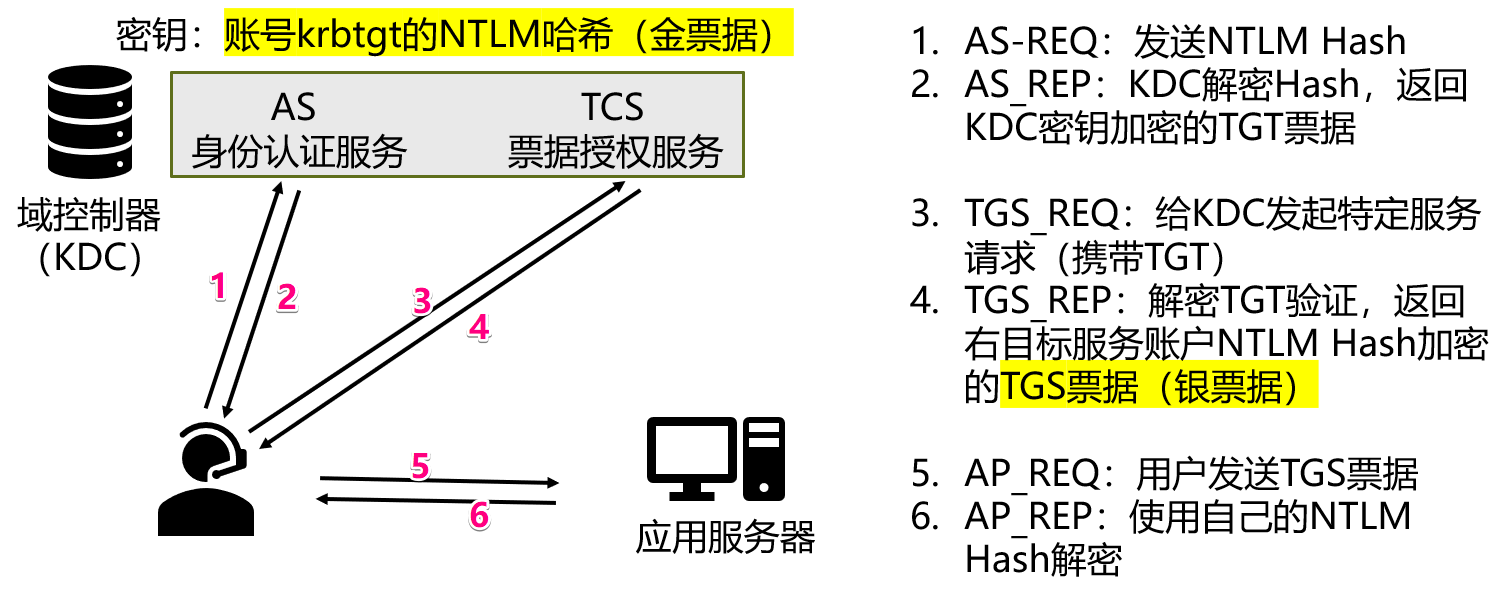 密钥：账号krbtgt的NTLM哈希（金票据）
AS
身份认证服务
TCS
票据授权服务
域控制器
（KDC）
1
2
3
4
5
6
应用服务器
1. AS-REQ：发送NTLM Hash
2. AS_REP：KDC解密Hash，返回
KDC密钥加密的TGT票据
3. TGS_REQ：给KDC发起特定服务
请求（携带TGT）
4. TGS_REP：解密TGT验证，返回
右目标服务账户NTLM Hash加密
的TGS票据（银票据）
5. AP_REQ：用户发送TGS票据
6. AP_REP：使用自己的NTLM
Hash解密